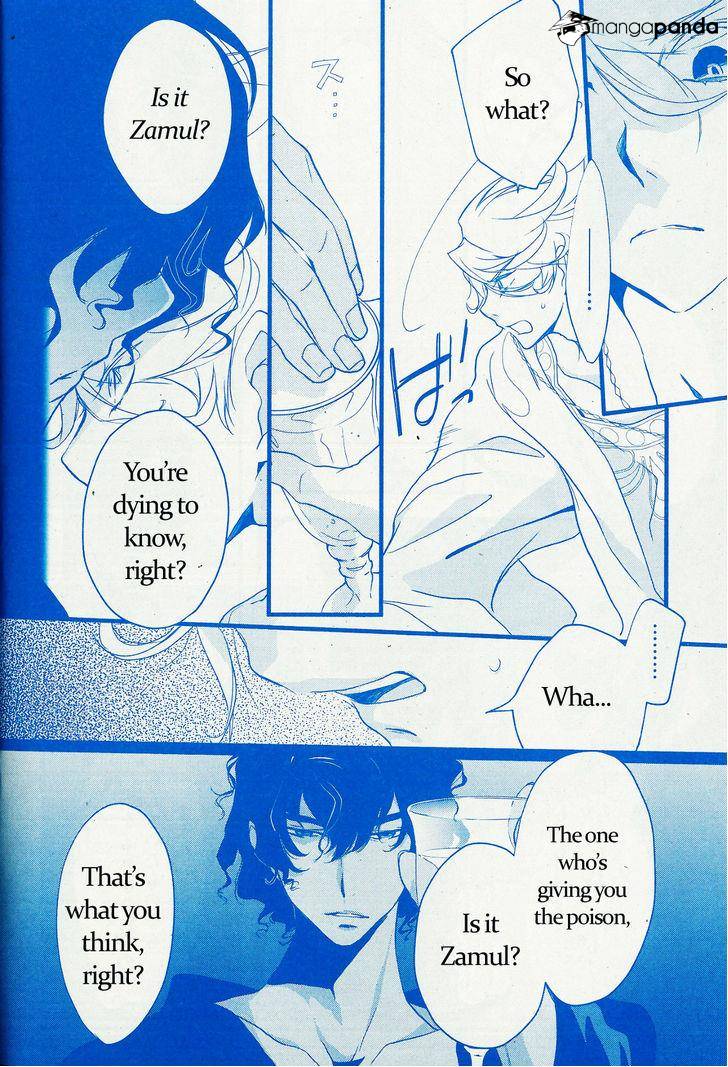 mangapanda
So
what?
.......
ばっ
ス...
Is it
Zamul?
You're
dying to
know,
right?
.........
Wha...
The one
who's
giving you
the poison,
Is it
Zamul?
That's
what you
think,
right?